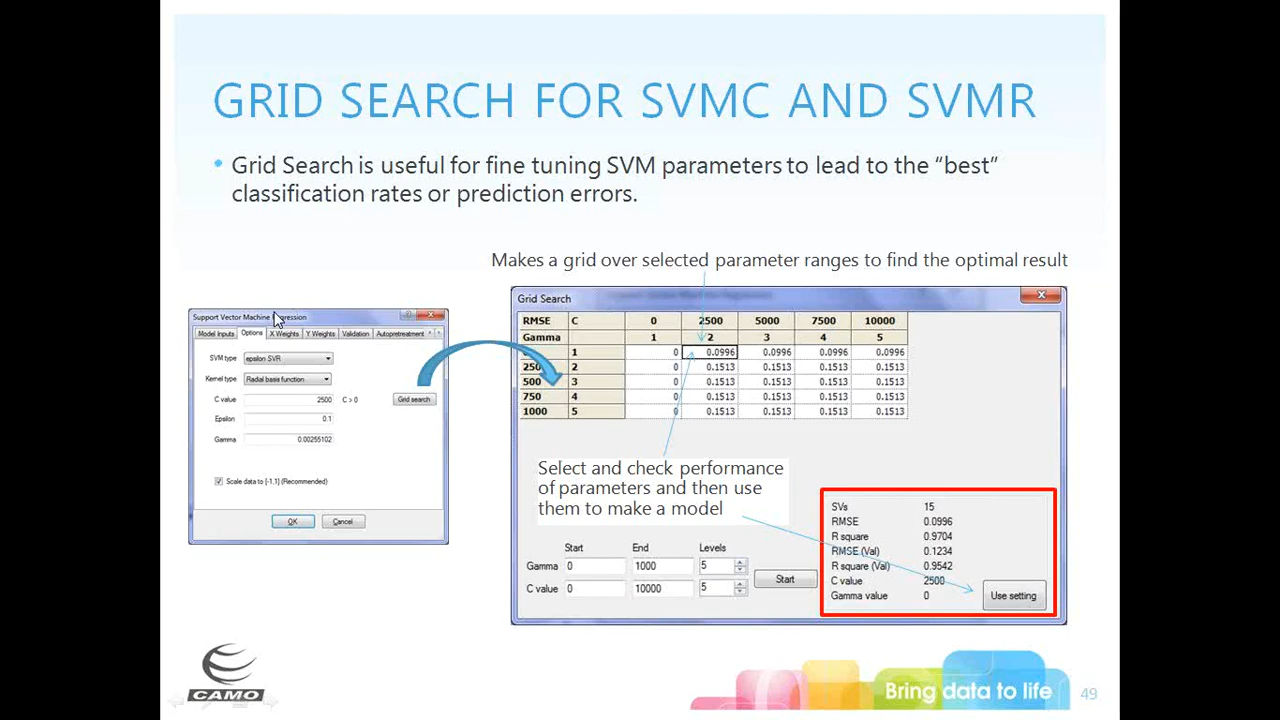 GRID SEARCH FOR SVMC AND SVMR
• Grid Search is useful for fine tuning SVM parameters to lead to the “best”
classification rates or prediction errors.
Makes a grid over selected parameter ranges to find the optimal result
Support Vector Machine Regression
Model Inputs Options X Weights Y Weights Validation Autopretreatment
SVM type epsilon SVR
Kernel type Radial basis function
C value 2500 C > 0 Grid search
Epsilon 0.1
Gamma 0.00255102
Scale data to [-1,1] (Recommended)
OK Cancel
Grid Search
RMSE C 0 2500 5000 7500 10000
Gamma 1 2 3 4 5
1 0 0.0996 0.0996 0.0996 0.0996
250 2 0 0.1513 0.1513 0.1513 0.1513
500 3 0 0.1513 0.1513 0.1513 0.1513
750 4 0 0.1513 0.1513 0.1513 0.1513
1000 5 0 0.1513 0.1513 0.1513 0.1513
Select and check performance
of parameters and then use
them to make a model
Start End Levels
Gamma 0 1000 5
C value 0 10000 5
Start
SVs 15
RMSE 0.0996
R square 0.9704
RMSE (Val) 0.1234
R square (Val) 0.9542
C value 2500
Gamma value 0
Use setting
CAMO
Bring data to life
49